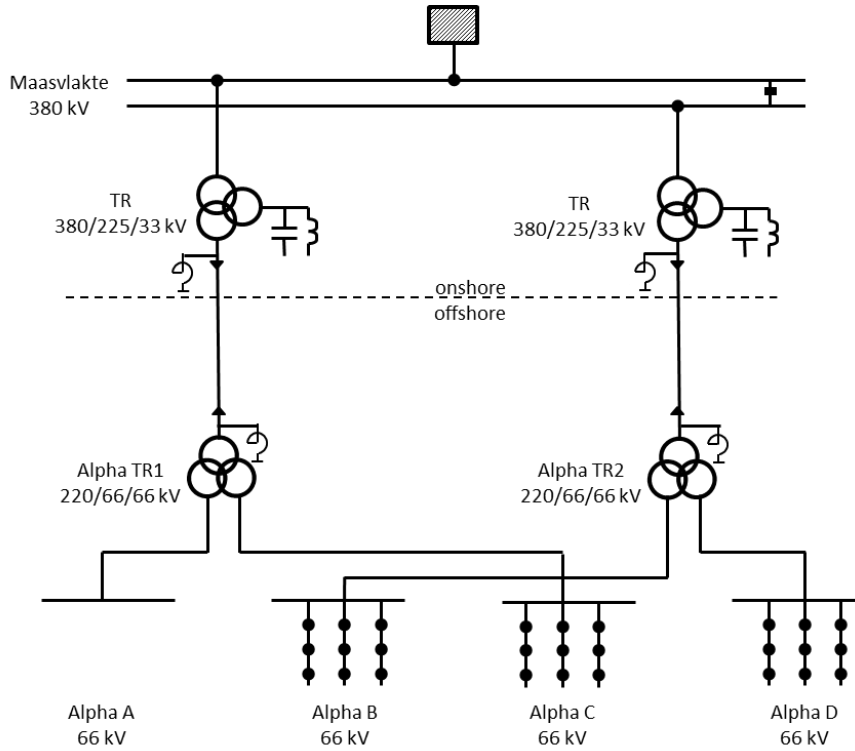 Maasvlakte
380 kV
TR
380/225/33 kV
TR
380/225/33 kV
onshore
offshore
Alpha TR1
220/66/66 kV
Alpha TR2
220/66/66 kV
Alpha A
66 kV
Alpha B
66 kV
Alpha C
66 kV
Alpha D
66 kV